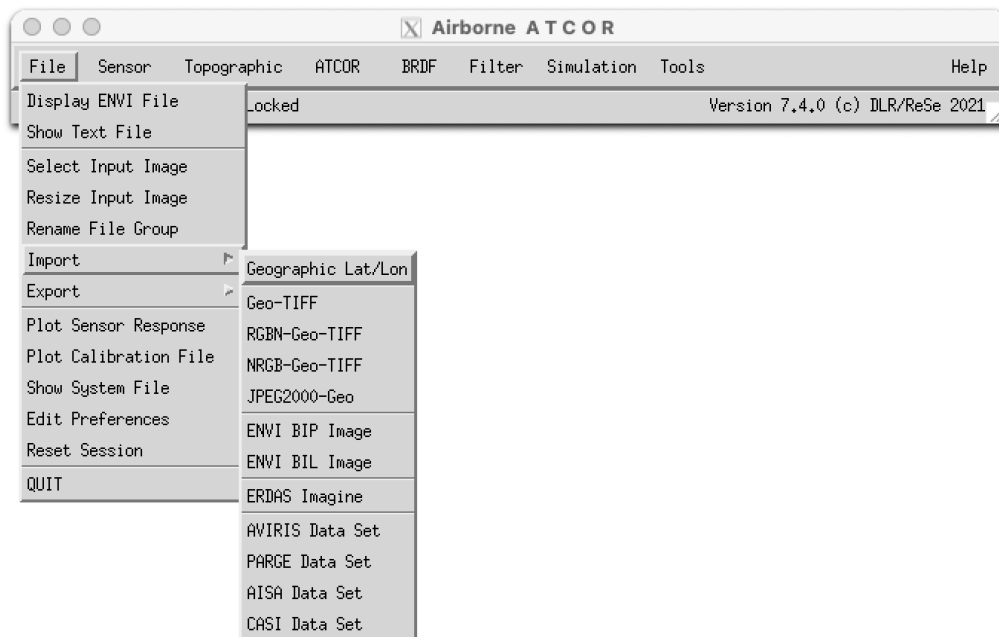 Airborne A T C O R
File Sensor Topographic ATCOR BRDF Filter Simulation Tools Help
Locked Version 7.4.0 (c) DLR/ReSe 2021
Display ENVI File
Show Text File
Select Input Image
Resize Input Image
Rename File Group
Import
Export
Plot Sensor Response
Plot Calibration File
Show System File
Edit Preferences
Reset Session
QUIT
Geographic Lat/Lon
Geo-TIFF
RGBN-Geo-TIFF
NRGB-Geo-TIFF
JPEG2000-Geo
ENVI BIP Image
ENVI BIL Image
ERDAS Imagine
AVIRIS Data Set
PARGE Data Set
AISA Data Set
CASI Data Set